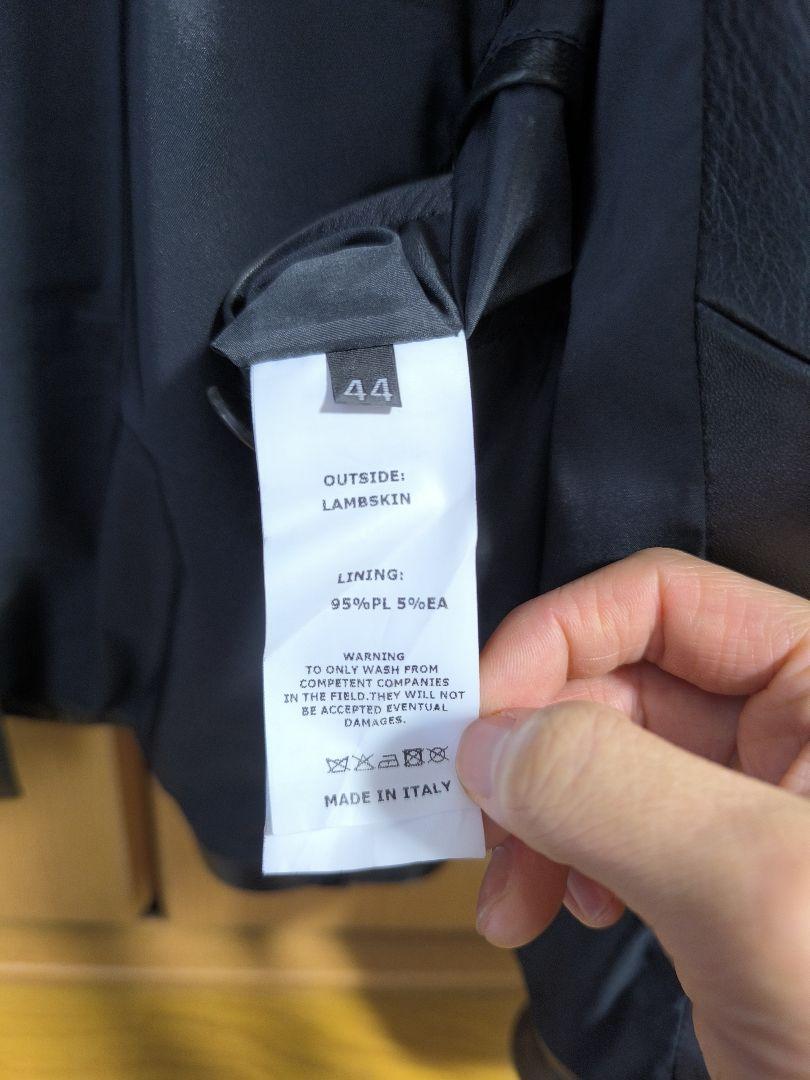 44
OUTSIDE:
LAMBSKIN
LINING:
95%PL 5%EA
WARNING
TO ONLY WASH FROM
COMPETENT COMPANIES
IN THE FIELD.THEY WILL NOT
BE ACCEPTED EVENTUAL
DAMAGES.
MADE IN ITALY